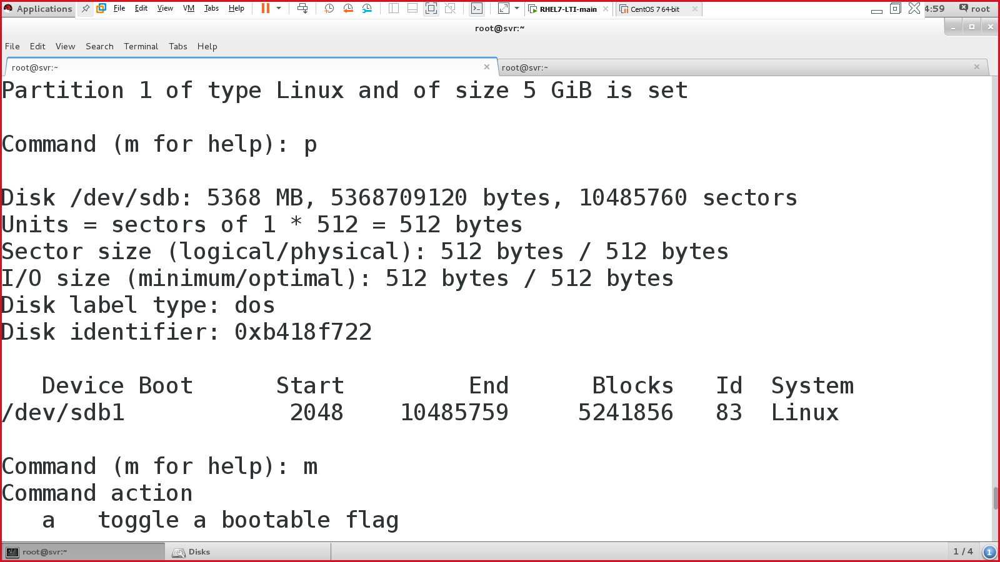 Applications File Edit View VM Tabs Help RHEL7-LTI-main CentOS 7 64-bit 4:59 root
root@svr:~
File Edit View Search Terminal Tabs Help
root@svr:~ root@svr:~
Partition 1 of type Linux and of size 5 GiB is set
Command (m for help): p
Disk /dev/sdb: 5368 MB, 5368709120 bytes, 10485760 sectors
Units = sectors of 1 * 512 = 512 bytes
Sector size (logical/physical): 512 bytes / 512 bytes
I/O size (minimum/optimal): 512 bytes / 512 bytes
Disk label type: dos
Disk identifier: 0xb418f722
Device Boot Start End Blocks Id System
/dev/sdb1 2048 10485759 5241856 83 Linux
Command (m for help): m
Command action
a toggle a bootable flag
root@svr:~ Disks 1 / 4 1